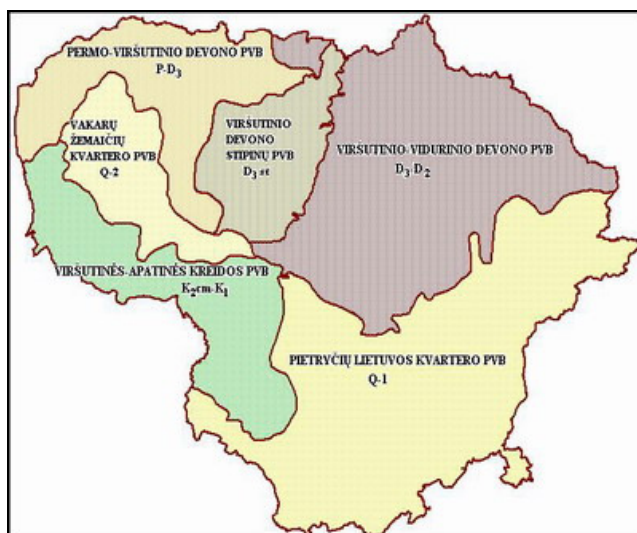 PERMO-VIRŠUTINIO DEVONO PVB
P-D3
VAKARŲ
ŽEMAIČIŲ
KVARTERO PVB
Q-2
VIRŠUTINIO
DEVONO
STIPINŲ PVB
D3 st
VIRŠUTINIO-VIDURINIO DEVONO PVB
D3-D2
VIRŠUTINĖS-APATINĖS KREIDOS PVB
K2cm-K1
PIETRYČIŲ LIETUVOS KVARTERO PVB
Q-1